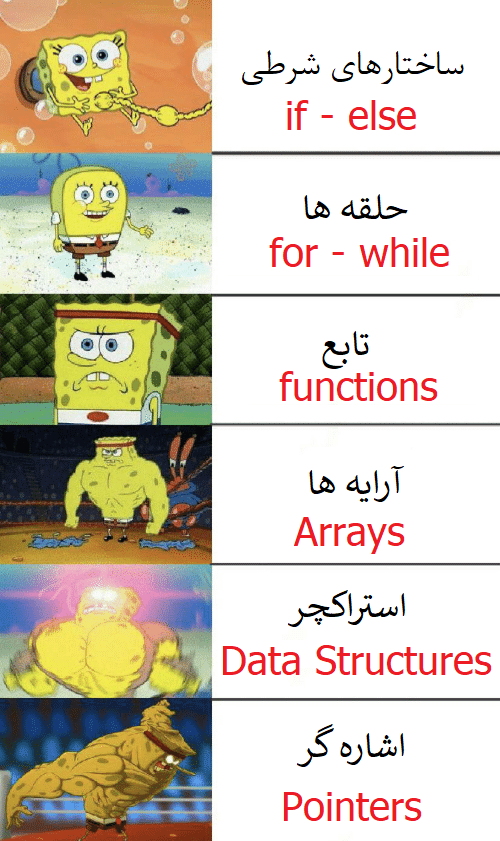 ساختارهای شرطی
if - else
حلقه ها
for - while
تابع
functions
آرایه ها
Arrays
استراکچر
Data Structures
اشاره گر
Pointers